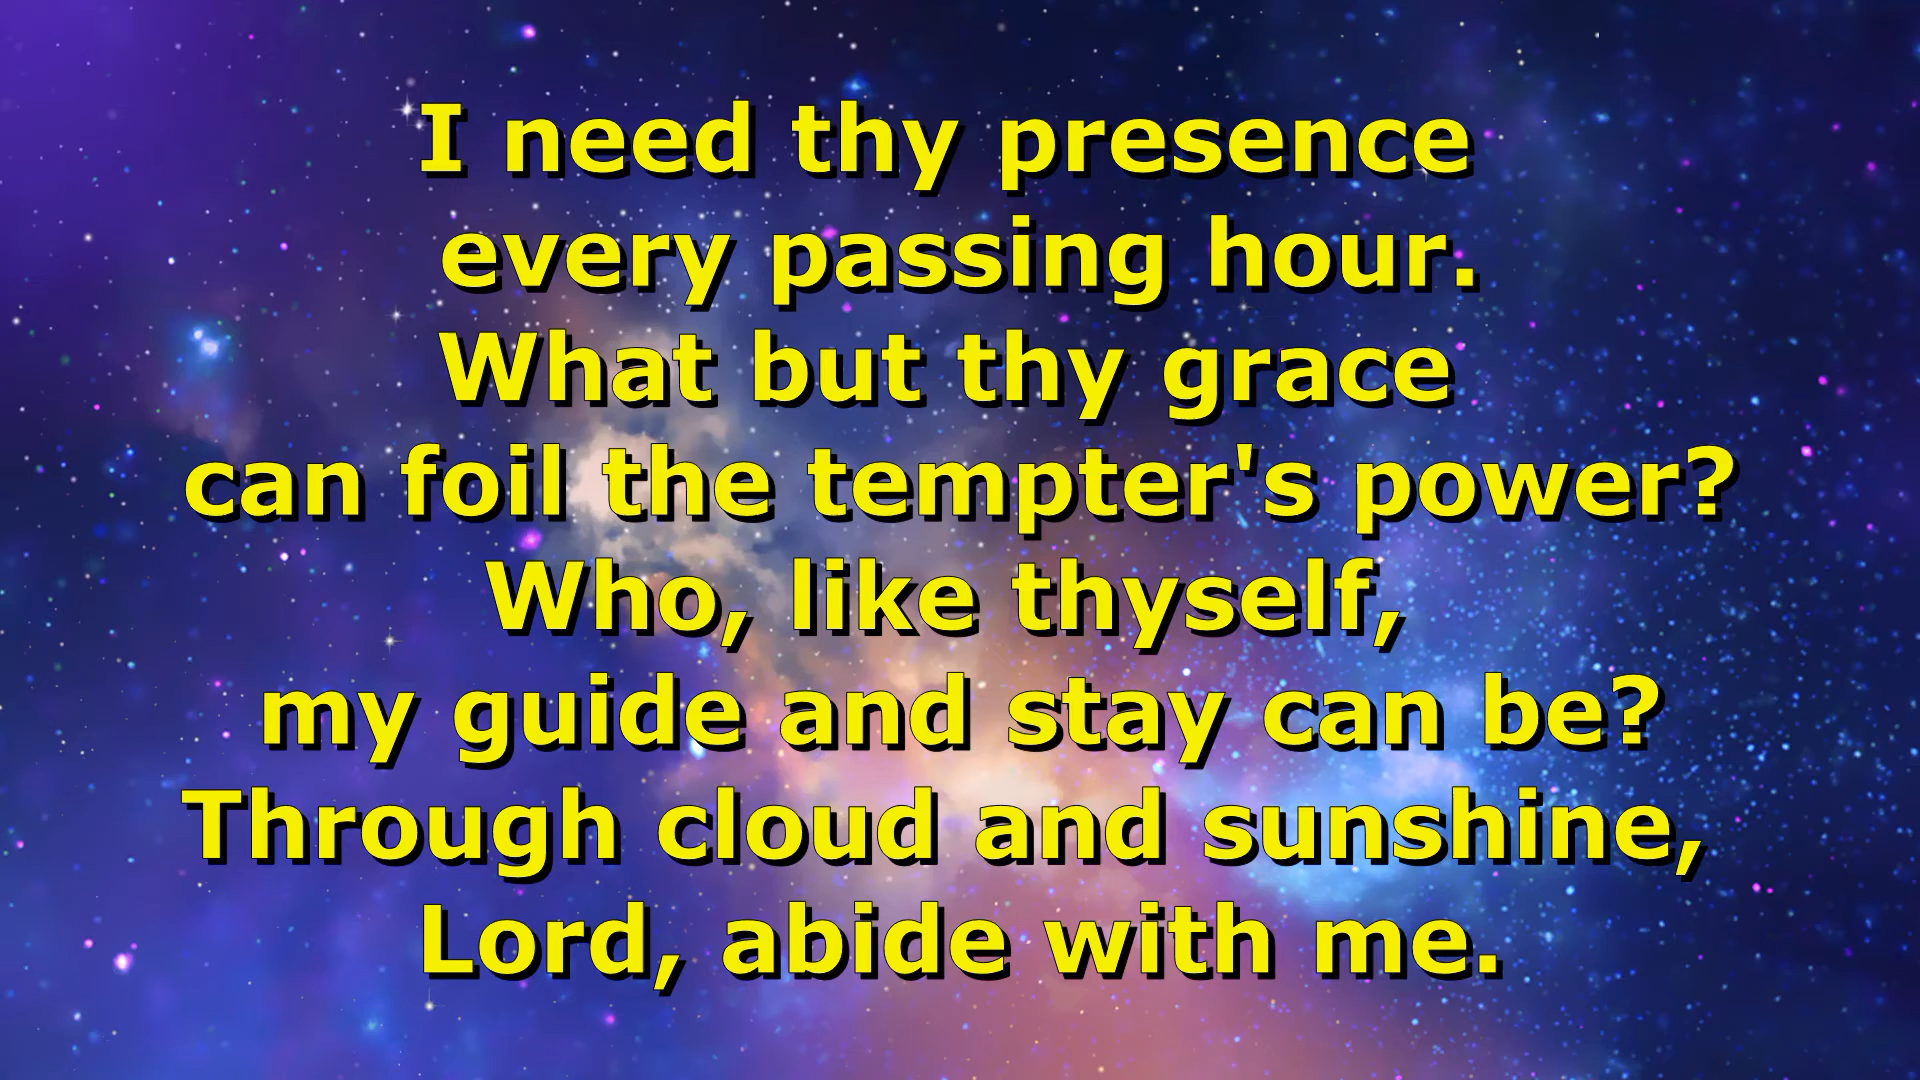 I need thy presence
every passing hour.
What but thy grace
can foil the tempter's power?
Who, like thyself,
my guide and stay can be?
Through cloud and sunshine,
Lord, abide with me.